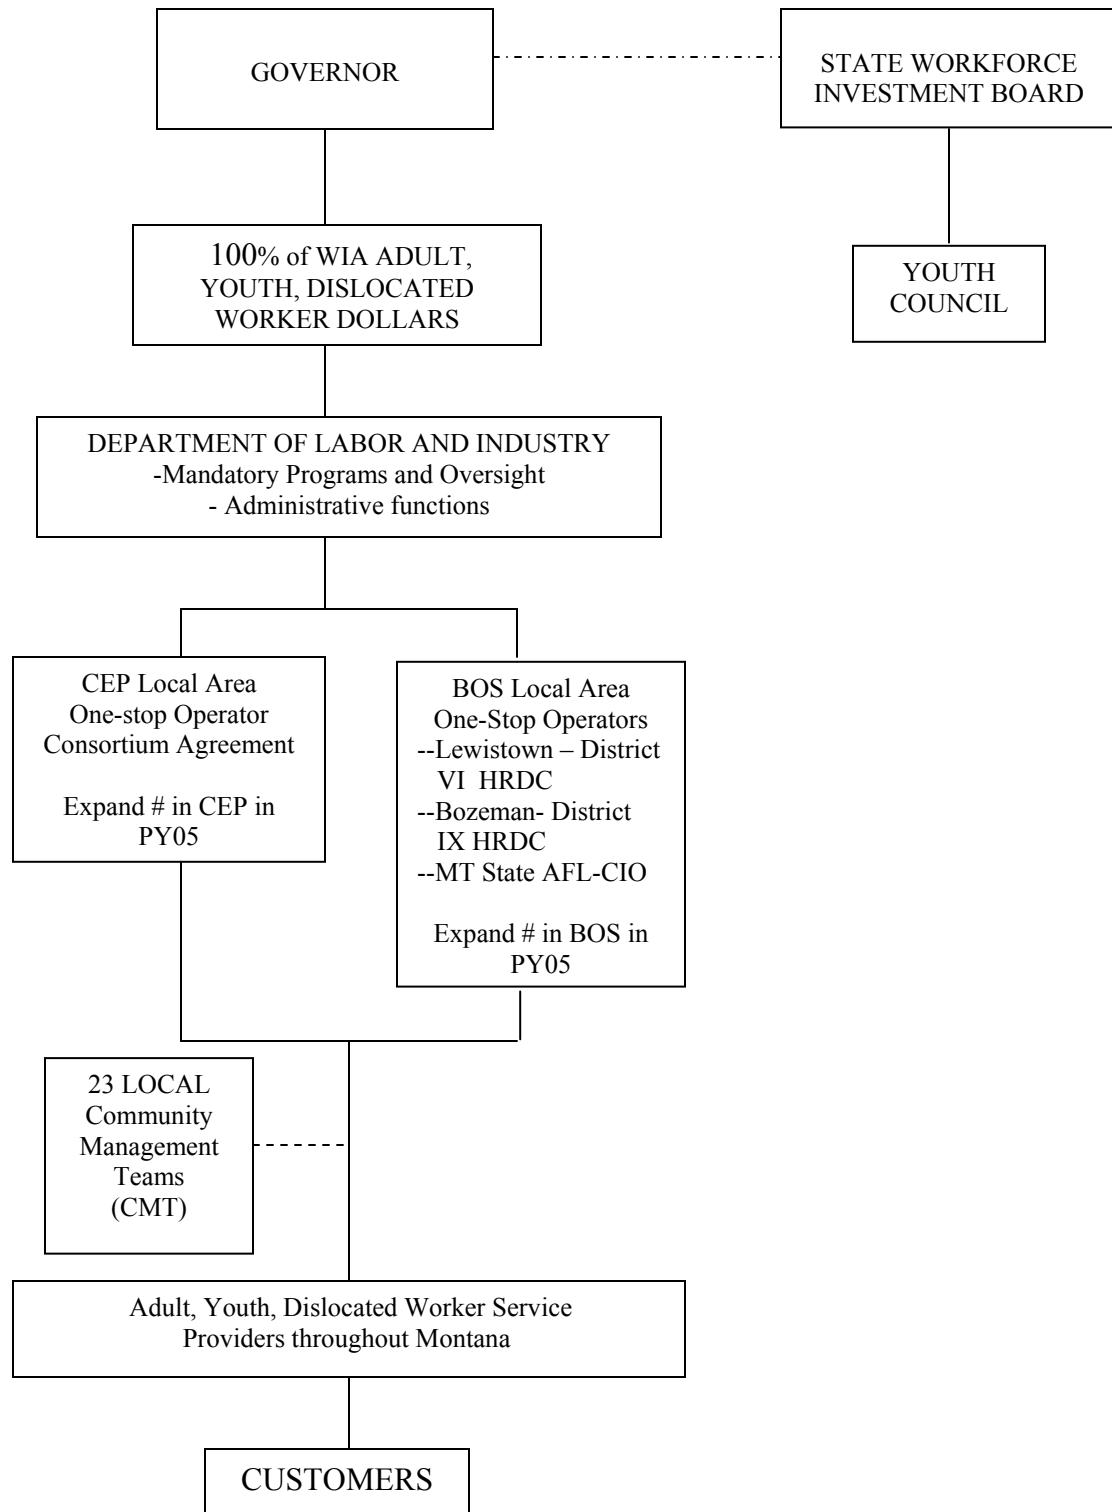 GOVERNOR
STATE WORKFORCE
INVESTMENT BOARD
100% of WIA ADULT,
YOUTH, DISLOCATED
WORKER DOLLARS
YOUTH
COUNCIL
DEPARTMENT OF LABOR AND INDUSTRY
-Mandatory Programs and Oversight
- Administrative functions
CEP Local Area
One-stop Operator
Consortium Agreement
Expand # in CEP in
PY05
BOS Local Area
One-Stop Operators
--Lewistown – District
VI HRDC
--Bozeman- District
IX HRDC
--MT State AFL-CIO
Expand # in BOS in
PY05
23 LOCAL
Community
Management
Teams
(CMT)
Adult, Youth, Dislocated Worker Service
Providers throughout Montana
CUSTOMERS